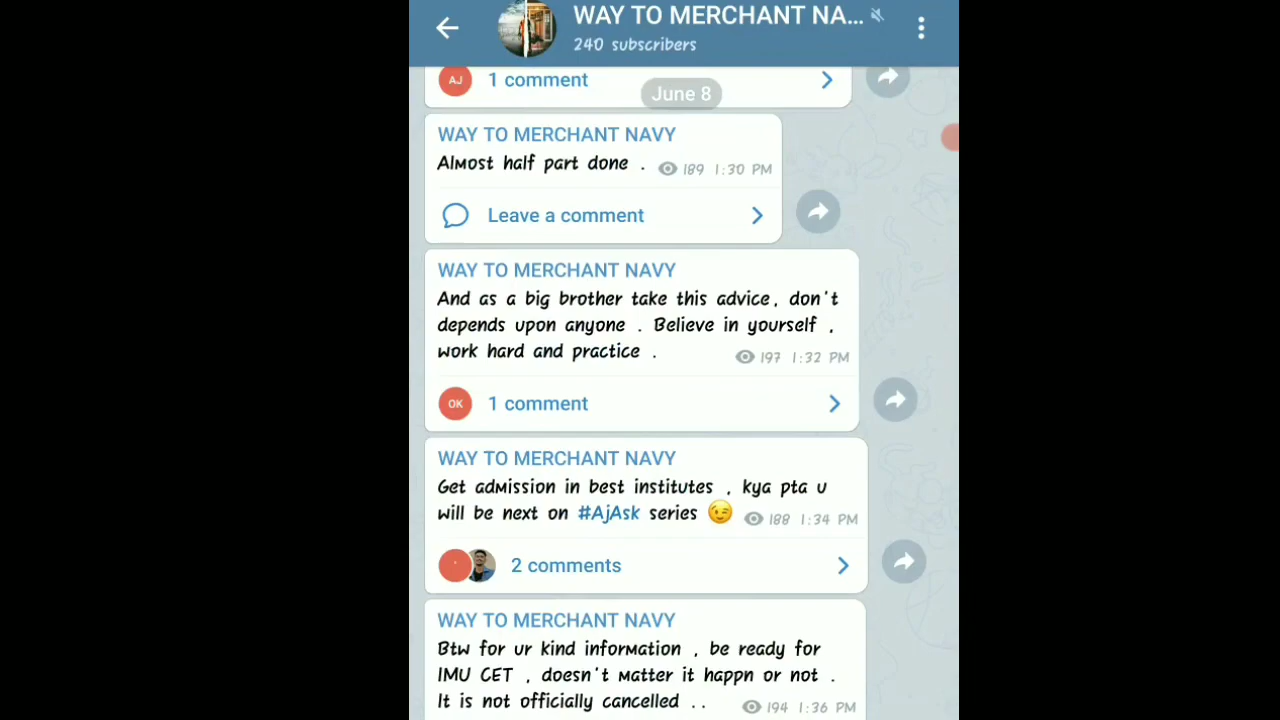 WAY TO MERCHANT NA...
240 subscribers
AJ 1 comment
June 8
WAY TO MERCHANT NAVY
Almost half part done . 189 1:30 PM
Leave a comment
WAY TO MERCHANT NAVY
And as a big brother take this advice, don't
depends upon anyone . Believe in yourself ,
work hard and practice . 197 1:32 PM
OK 1 comment
WAY TO MERCHANT NAVY
Get admission in best institutes , kya pta u
will be next on #AjAsk series 😉 188 1:34 PM
2 comments
WAY TO MERCHANT NAVY
Btw for ur kind information , be ready for
IMU CET , doesn't matter it happn or not .
It is not officially cancelled . . 194 1:36 PM